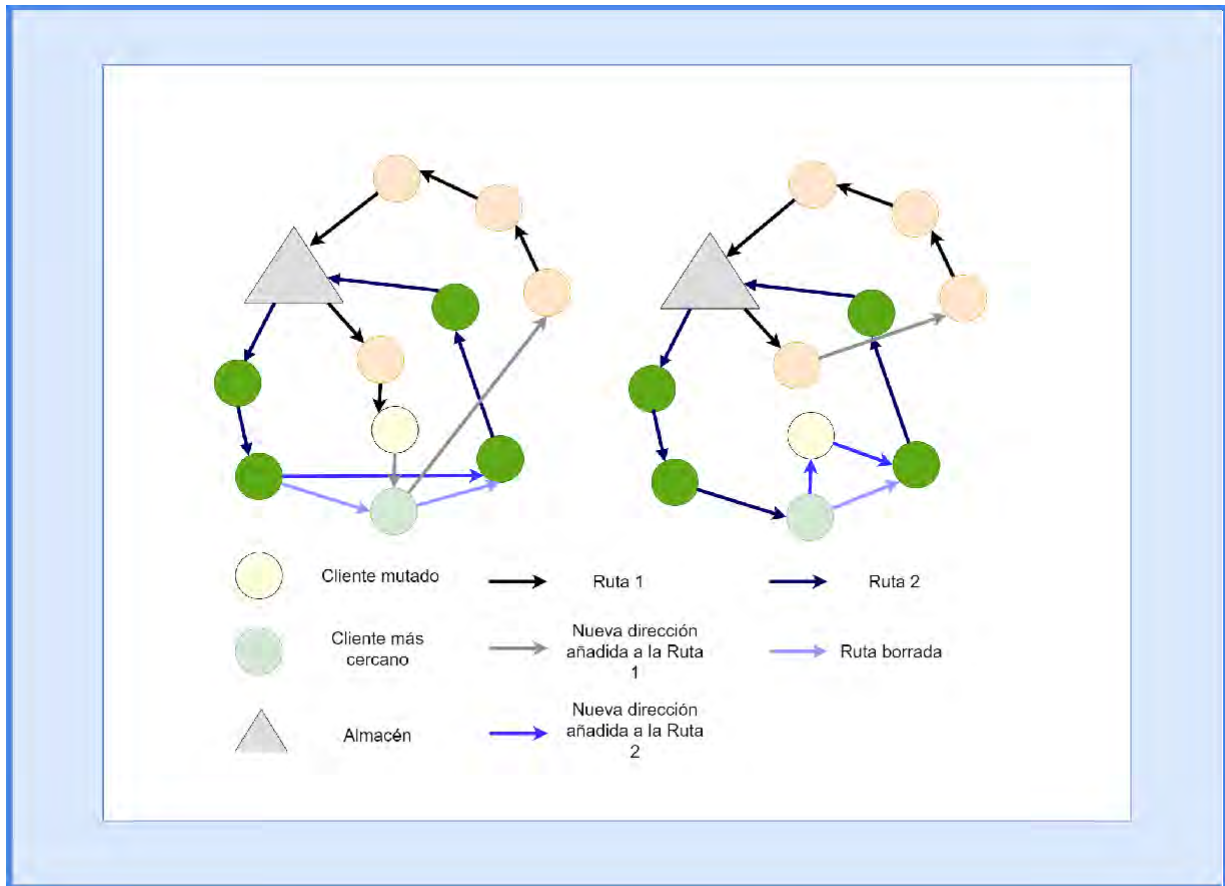 Cliente mutado
Ruta 1
Ruta 2
Cliente más
cercano
Nueva dirección
añadida a la Ruta
1
Ruta borrada
Almacén
Nueva dirección
añadida a la Ruta
2